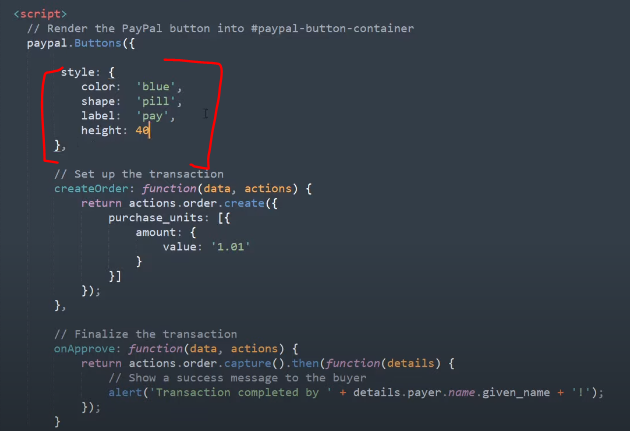 <script>
// Render the PayPal button into #paypal-button-container
paypal.Buttons({
style: {
color:  'blue',
shape:  'pill',
label:  'pay',
height: 40
},
// Set up the transaction
createOrder: function(data, actions) {
return actions.order.create({
purchase_units: [{
amount: {
value: '1.01'
}
}]
});
},
// Finalize the transaction
onApprove: function(data, actions) {
return actions.order.capture().then(function(details) {
// Show a success message to the buyer
alert('Transaction completed by ' + details.payer.name.given_name + '!');
});
}